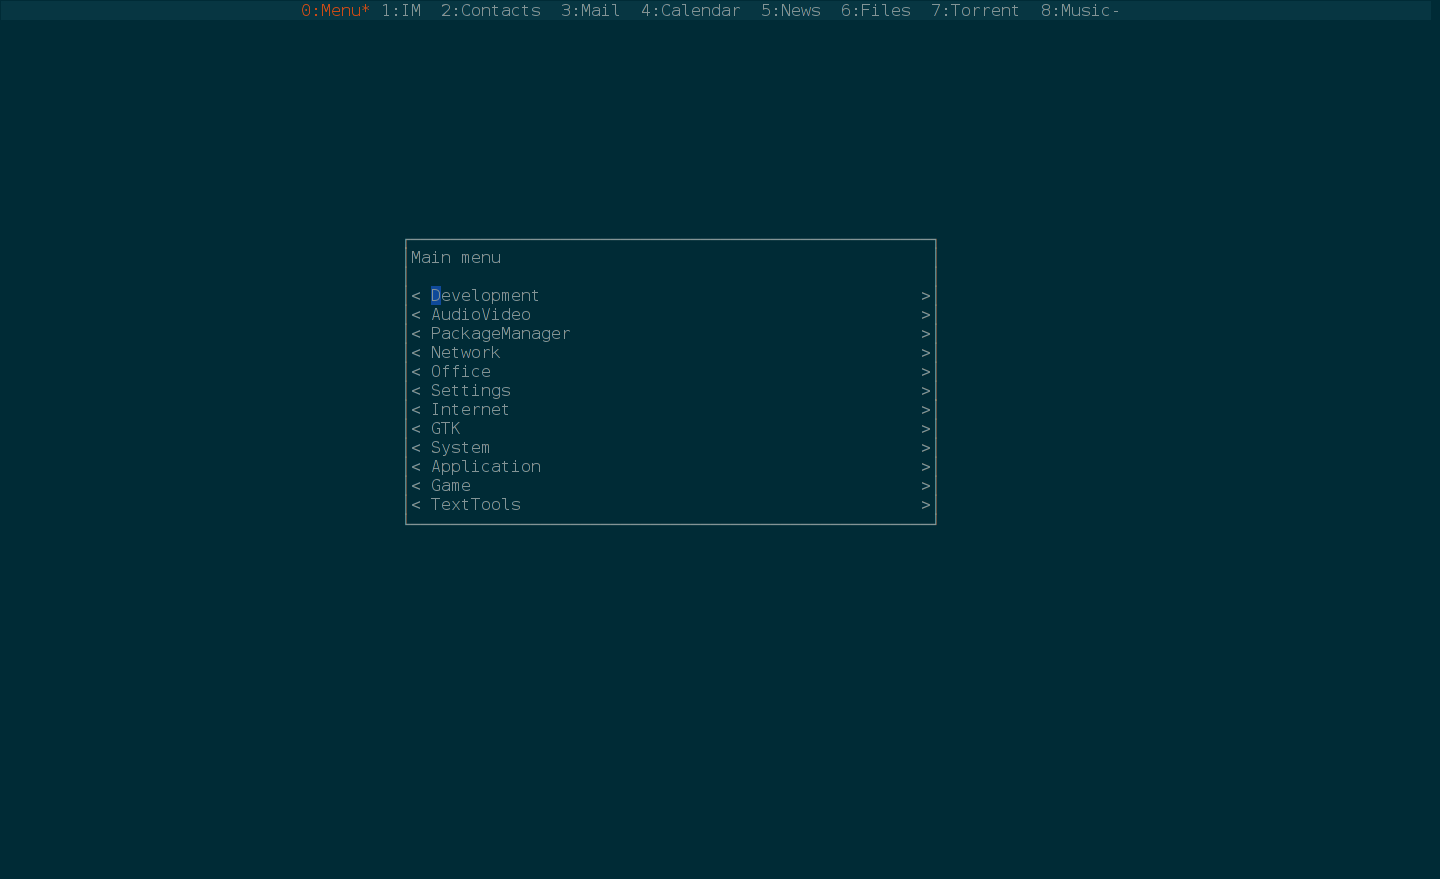 0:Menu* 1:IM  2:Contacts  3:Mail  4:Calendar  5:News  6:Files  7:Torrent  8:Music-
Main menu
< Development >
< AudioVideo >
< PackageManager >
< Network >
< Office >
< Settings >
< Internet >
< GTK >
< System >
< Application >
< Game >
< TextTools >